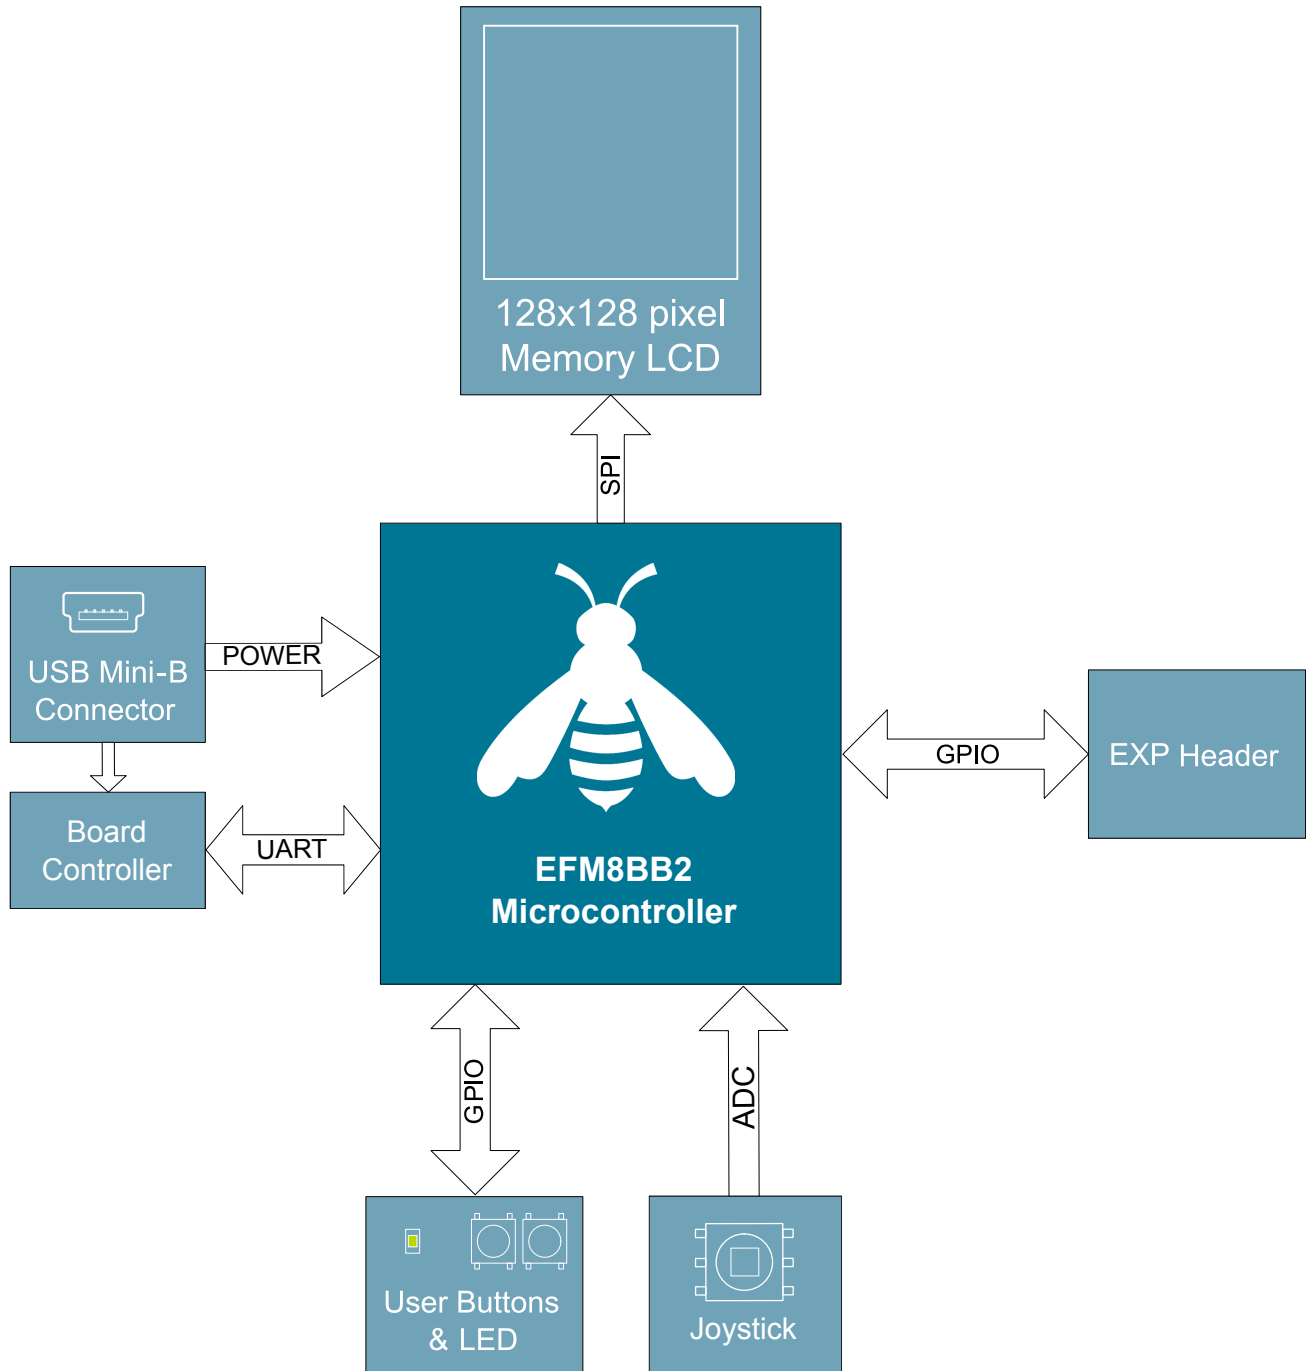 128x128 pixel
Memory LCD
SPI
USB Mini-B
Connector
POWER
EFM8BB2
Microcontroller
GPIO
EXP Header
Board
Controller
UART
GPIO
ADC
User Buttons
& LED
Joystick